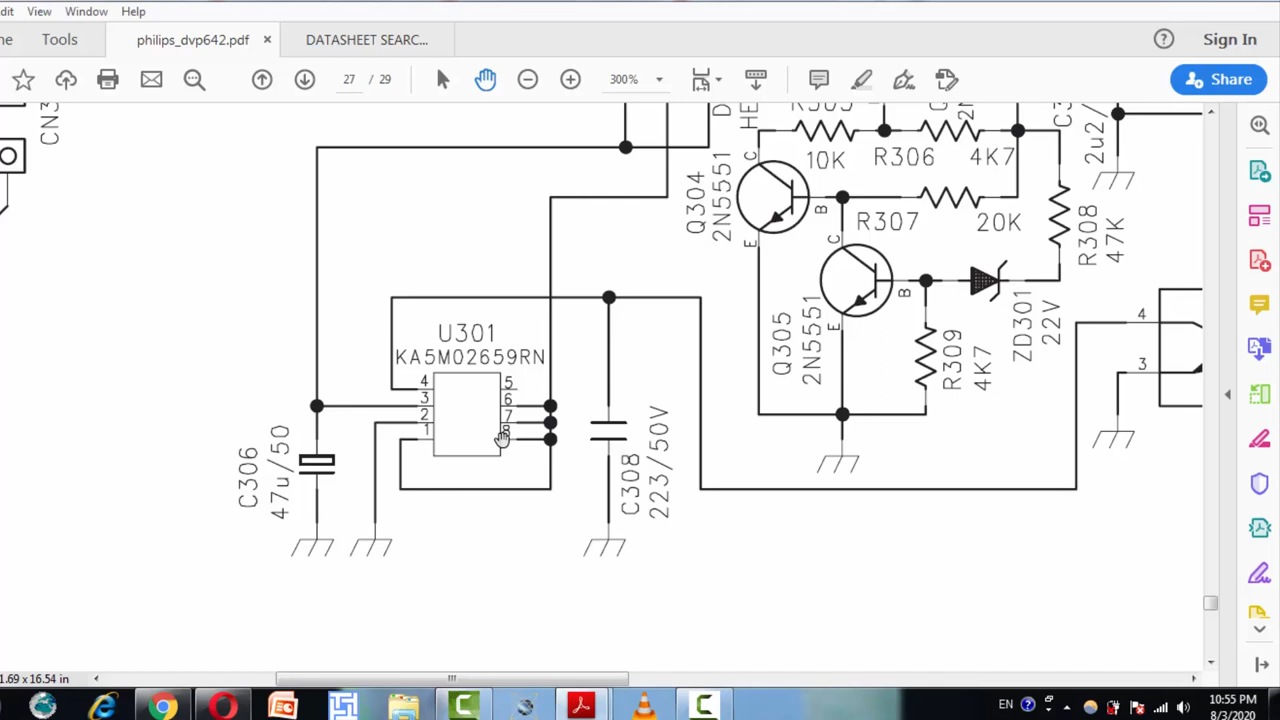 dit View Window Help
me Tools philips_dvp642.pdf × DATASHEET SEARC... Sign In
27 / 29 300% Share
CN3
10K R306 4K7
2u2/
Q304
2N5551
C
B
E
R307 20K
R308
47K
Q305
2N5551
C
B
E
R309
4K7
ZD301
22V
4
3
U301
KA5M02659RN
4 5
3 6
2 7
1 8
C306
47u/50
C308
223/50V
1.69 x 16.54 in
EN
10:55 PM
8/3/2020